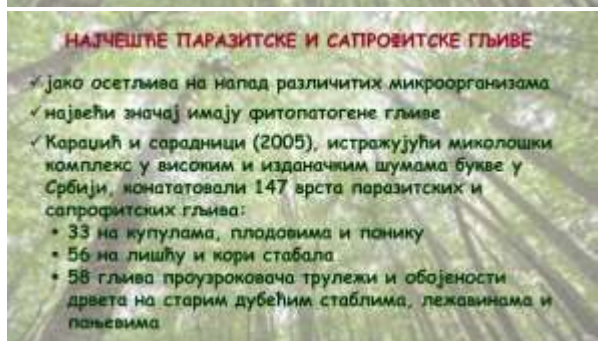 НАЈЧЕШЋЕ ПАРАЗИТСКЕ И САПРОФИТСКЕ ГЉИВЕ
✓ јако осетљива на напад различитих микроорганизама
✓ највећи значај имају фитопатогене гљиве
✓ Караџић и сарадници (2005), истражујући миколошки
комплекс у високим и изданачким шумама букве у
Србији, конататовали 147 врста паразитских и
сапрофитских гљива:
• 33 на купулама, плодовима и понику
• 56 на лишћу и кори стабала
• 58 гљива проузроковача трулежи и обојености
дрвета на старим дубећим стаблима, лежавинама и
пањевима